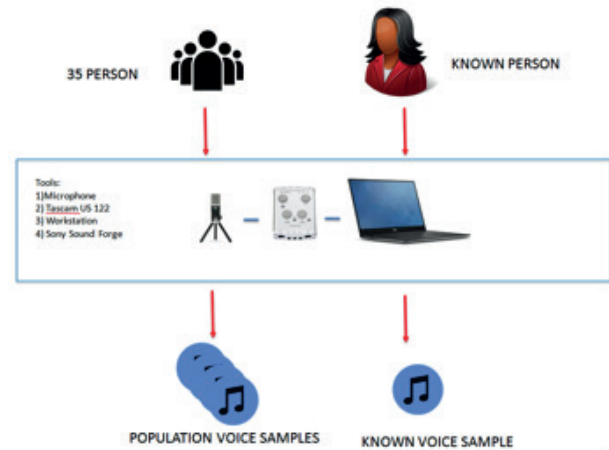 35 PERSON
KNOWN PERSON
Tools:
1)Microphone
2) Tascam US 122
3) Workstation
4) Sony Sound Forge
POPULATION VOICE SAMPLES
KNOWN VOICE SAMPLE